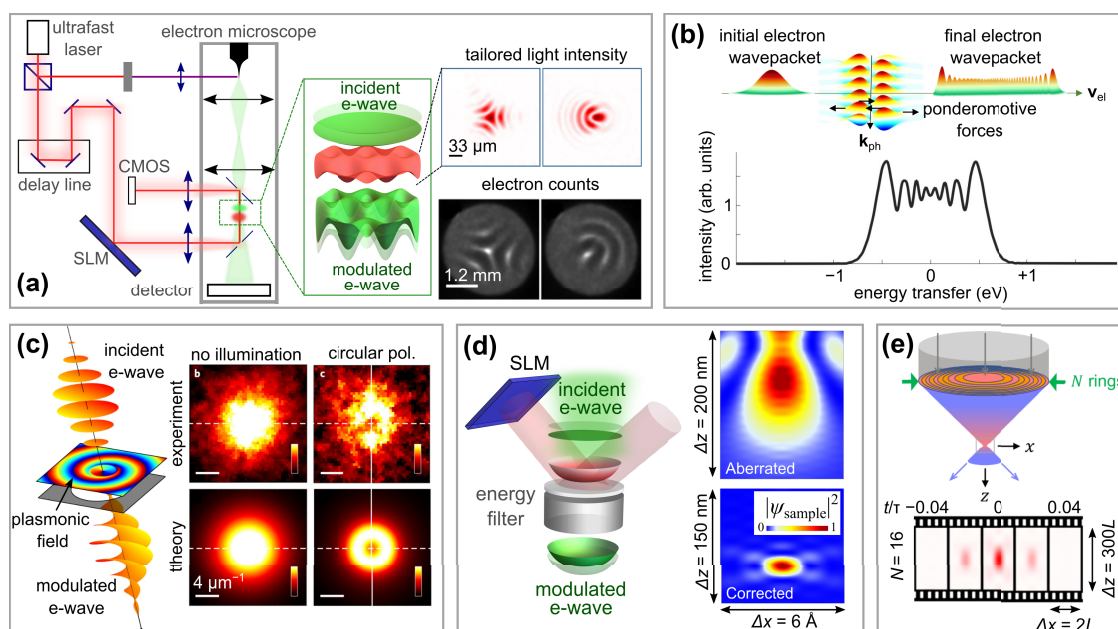 (a)
ultrafast
laser
electron microscope
delay line
CMOS
SLM
detector
incident
e-wave
modulated
e-wave
tailored light intensity
33 μm
electron counts
1.2 mm
(b)
initial electron
wavepacket
final electron
wavepacket
v_el
ponderomotive
forces
k_ph
intensity (arb. units)
1
0
−1
0
+1
energy transfer (eV)
(c)
incident
e-wave
plasmonic
field
modulated
e-wave
no illumination
circular pol.
b
c
experiment
theory
4 μm⁻¹
(d)
SLM
incident
e-wave
energy
filter
modulated
e-wave
Δz = 200 nm
Aberrated
Δz = 150 nm
|ψ_sample|²
0
1
Corrected
Δx = 6 Å
(e)
N rings
x
z
t/τ −0.04
0
0.04
N = 16
Δz = 300L
Δx = 2L